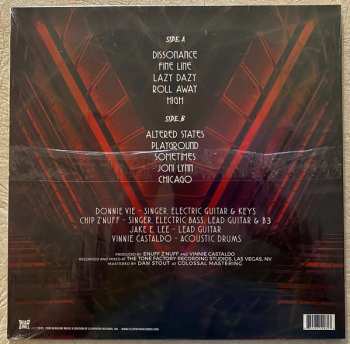 SIDE: A
DISSONANCE
FINE LINE
LAZY DAZY
ROLL AWAY
HIGH
SIDE: B
ALTERED STATES
PLAYGROUND
SOMETIMES
JONI LYNN
CHICAGO
DONNIE VIE - SINGER, ELECTRIC GUITAR & KEYS
CHIP Z'NUFF - SINGER, ELECTRIC BASS, LEAD GUITAR & B3
JAKE E. LEE - LEAD GUITAR
VINNIE CASTALDO - ACOUSTIC DRUMS
PRODUCED BY ENUFF Z'NUFF AND VINNIE CASTALDO
RECORDED AND MIXED AT THE TONE FACTORY RECORDING STUDIOS, LAS VEGAS, NV
MASTERED BY DAN STOUT AT COLOSSAL MASTERING